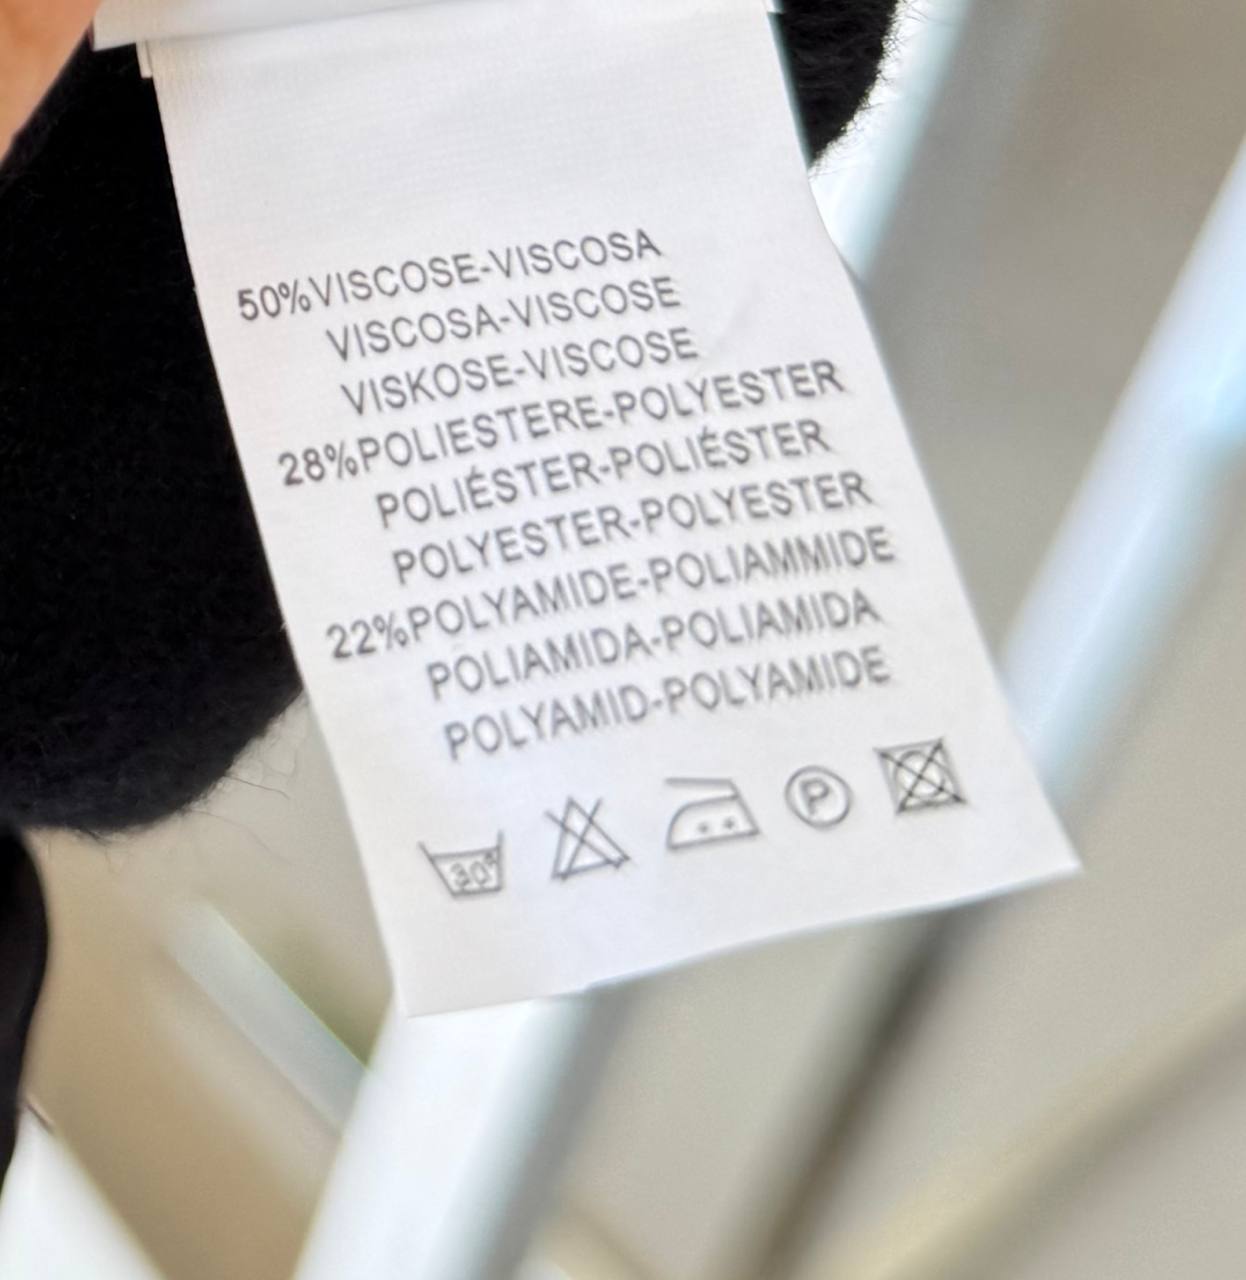 50%VISCOSE-VISCOSA
VISCOSA-VISCOSE
VISKOSE-VISCOSE
28%POLIESTERE-POLYESTER
POLIÉSTER-POLIÉSTER
POLYESTER-POLYESTER
22%POLYAMIDE-POLIAMMIDE
POLIAMIDA-POLIAMIDA
POLYAMID-POLYAMIDE
30° P